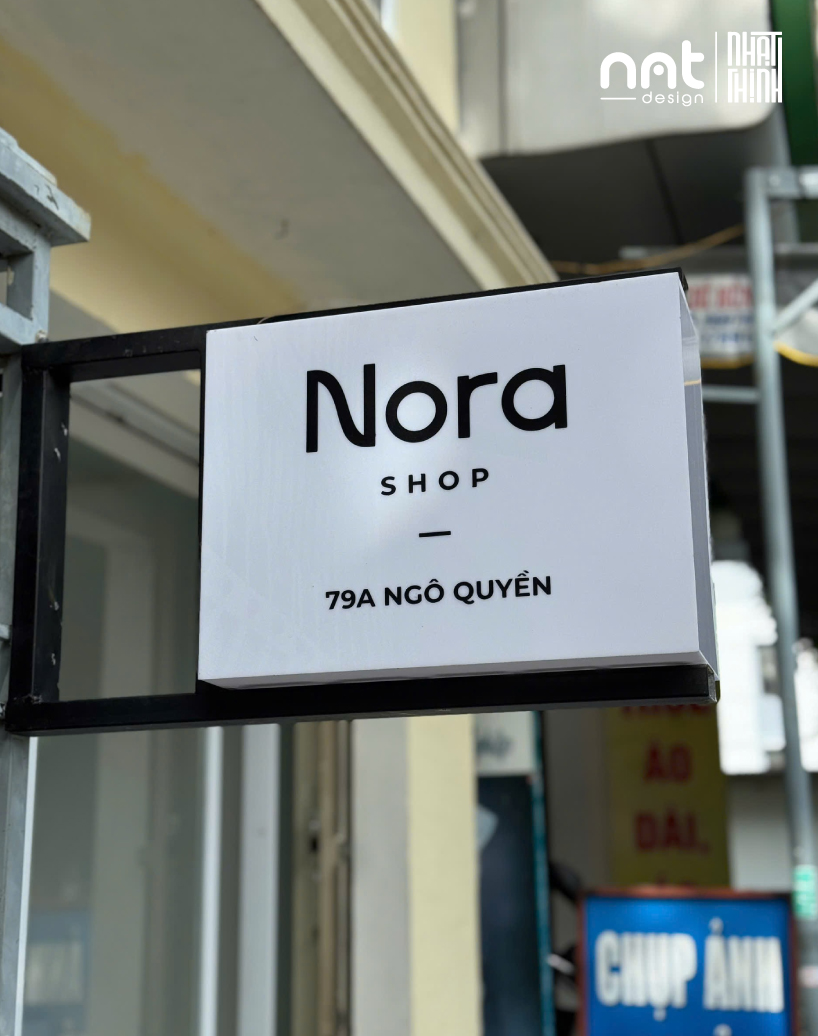 nat
design
NHẬT
THỊNH
Nora
SHOP
79A NGÔ QUYỀN
ÁO
DÀI,
CHỤP ẢNH